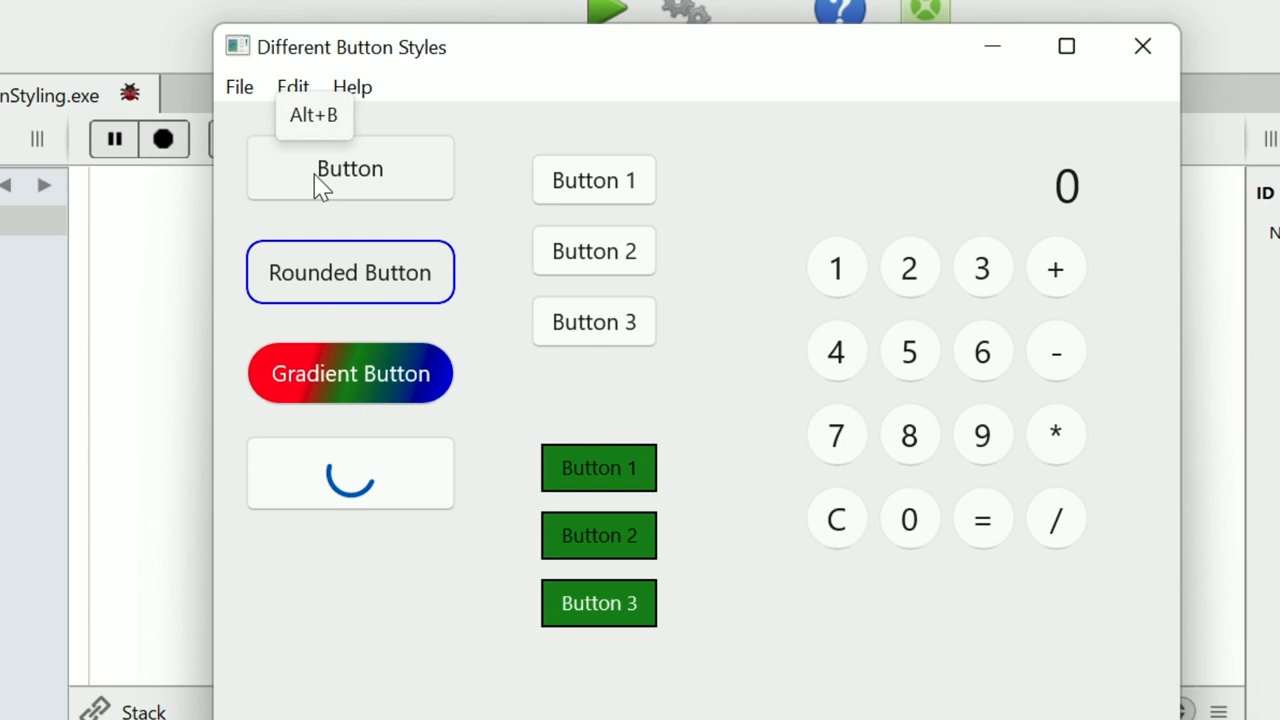 Different Button Styles
nStyling.exe
File Edit Help
Alt+B
Button
Rounded Button
Gradient Button
Button 1
Button 2
Button 3
Button 1
Button 2
Button 3
0
1 2 3 +
4 5 6 -
7 8 9 *
C 0 = /
ID
N
Stack